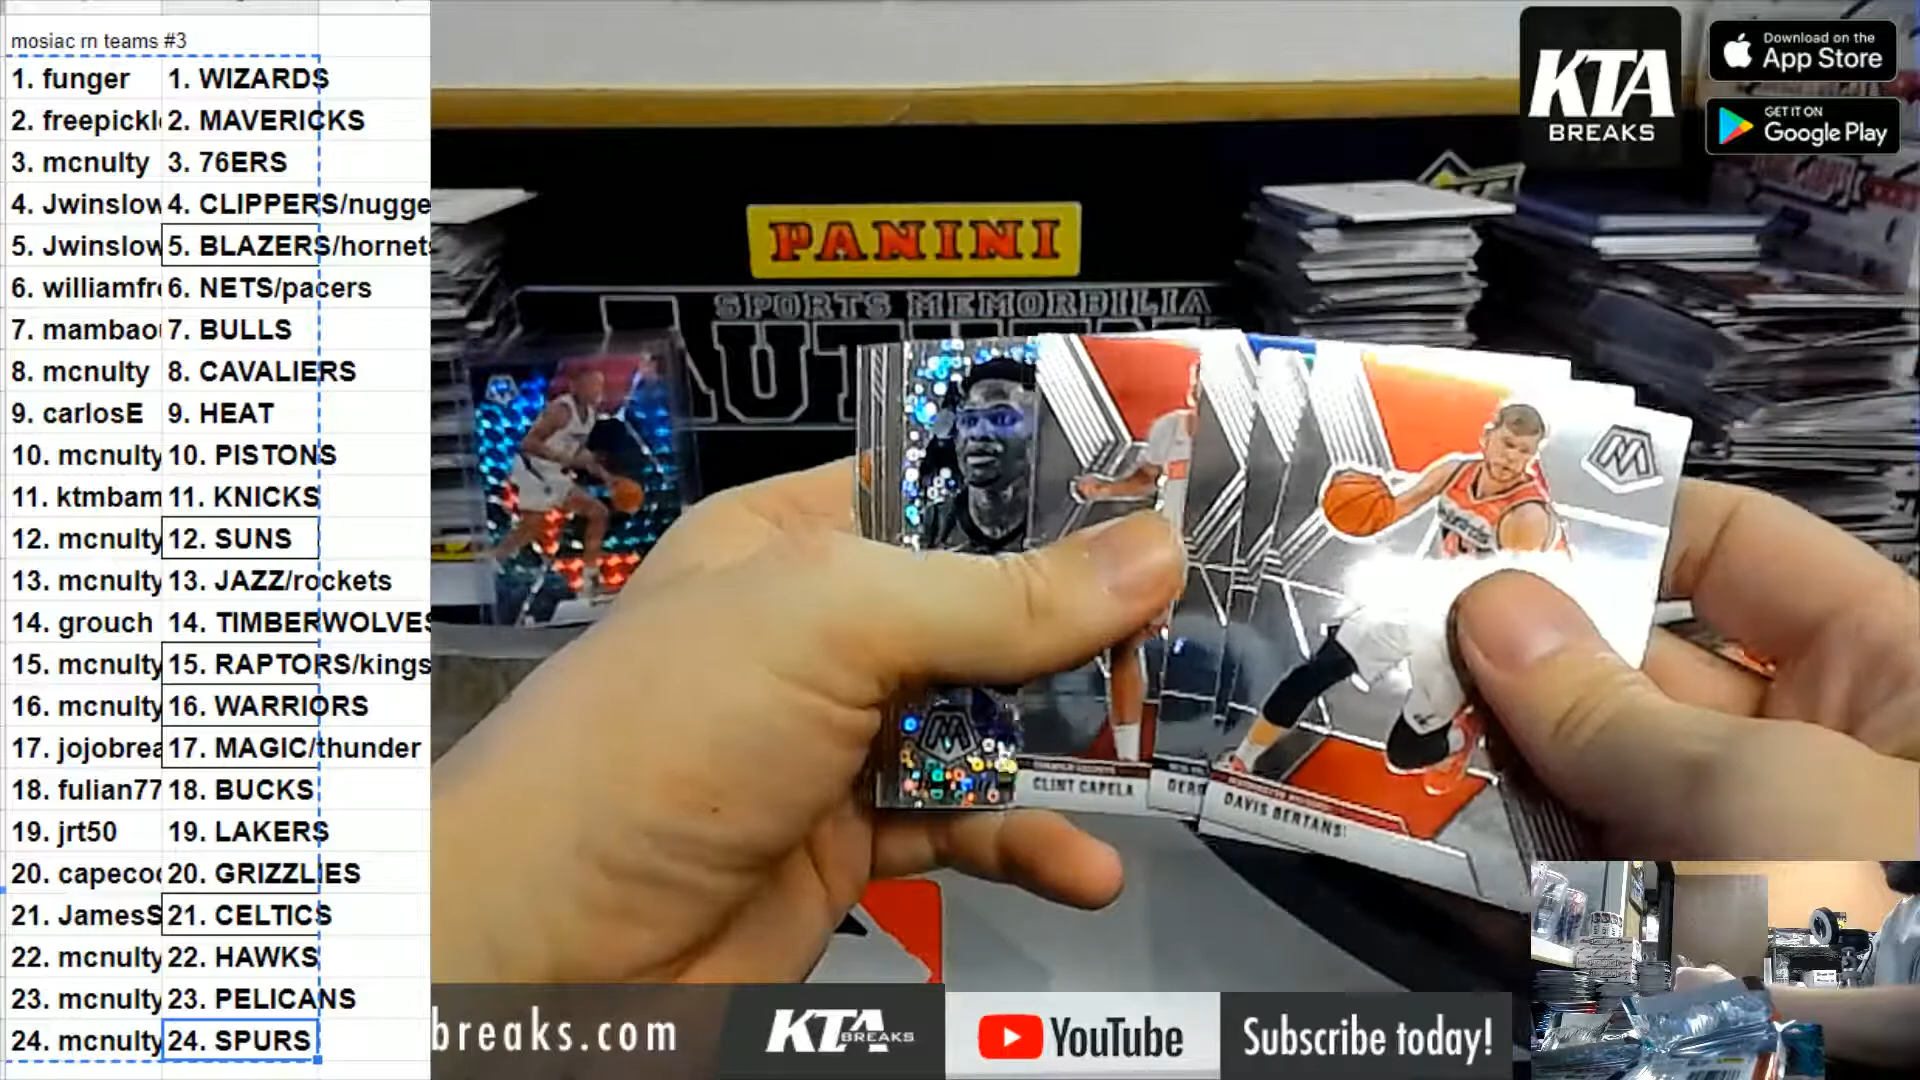 mosiac rn teams #3
1. funger 1. WIZARDS
2. freepickl 2. MAVERICKS
3. mcnulty 3. 76ERS
4. Jwinslow 4. CLIPPERS/nugge
5. Jwinslow 5. BLAZERS/hornets
6. williamfr 6. NETS/pacers
7. mambaou 7. BULLS
8. mcnulty 8. CAVALIERS
9. carlosE 9. HEAT
10. mcnulty 10. PISTONS
11. ktmbam 11. KNICKS
12. mcnulty 12. SUNS
13. mcnulty 13. JAZZ/rockets
14. grouch 14. TIMBERWOLVES
15. mcnulty 15. RAPTORS/kings
16. mcnulty 16. WARRIORS
17. jojobrea 17. MAGIC/thunder
18. fulian77 18. BUCKS
19. jrt50 19. LAKERS
20. capecod 20. GRIZZLIES
21. JamesS 21. CELTICS
22. mcnulty 22. HAWKS
23. mcnulty 23. PELICANS
24. mcnulty 24. SPURS
KTA
BREAKS
Download on the
App Store
GET IT ON
Google Play
PANINI
SPORTS MEMORABILIA
AUTHEN
CLINT CAPELA
DERR
DAVIS BERTANS
breaks.com
KTA BREAKS
YouTube
Subscribe today!